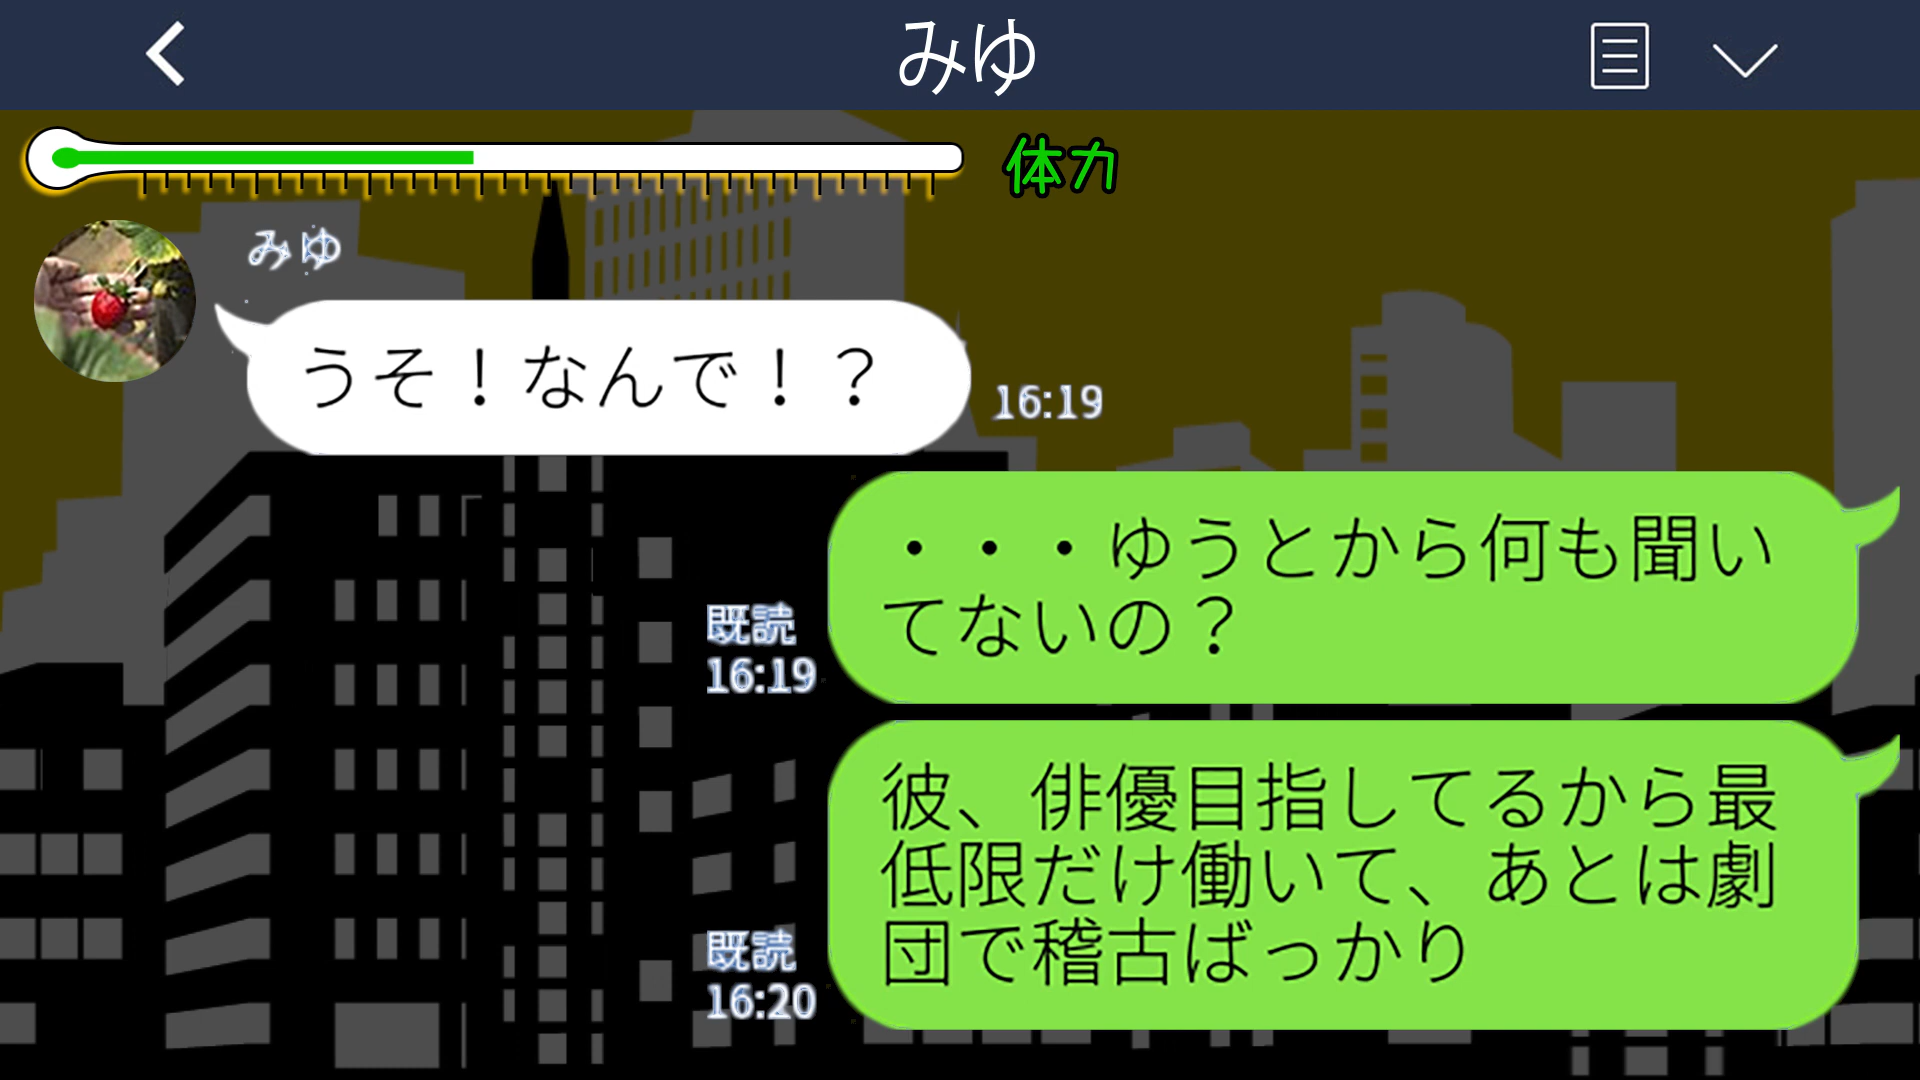 みゆ
体力
みゆ
うそ！なんで！？
16:19
・・・ゆうとから何も聞い
てないの？
既読
16:19
彼、俳優目指してるから最
低限だけ働いて、あとは劇
団で稽古ばっかり
既読
16:20